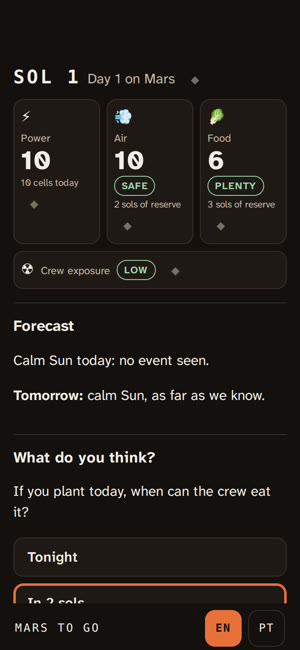 SOL 1 Day 1 on Mars
Power
Air
Food
10
10
6
10 cells today
SAFE
PLENTY
2 sols of reserve
3 sols of reserve
Crew exposure LOW
Forecast
Calm Sun today: no event seen.
Tomorrow: calm Sun, as far as we know.
What do you think?
If you plant today, when can the crew eat
it?
Tonight
In 2 sols
MARS TO GO
EN
PT